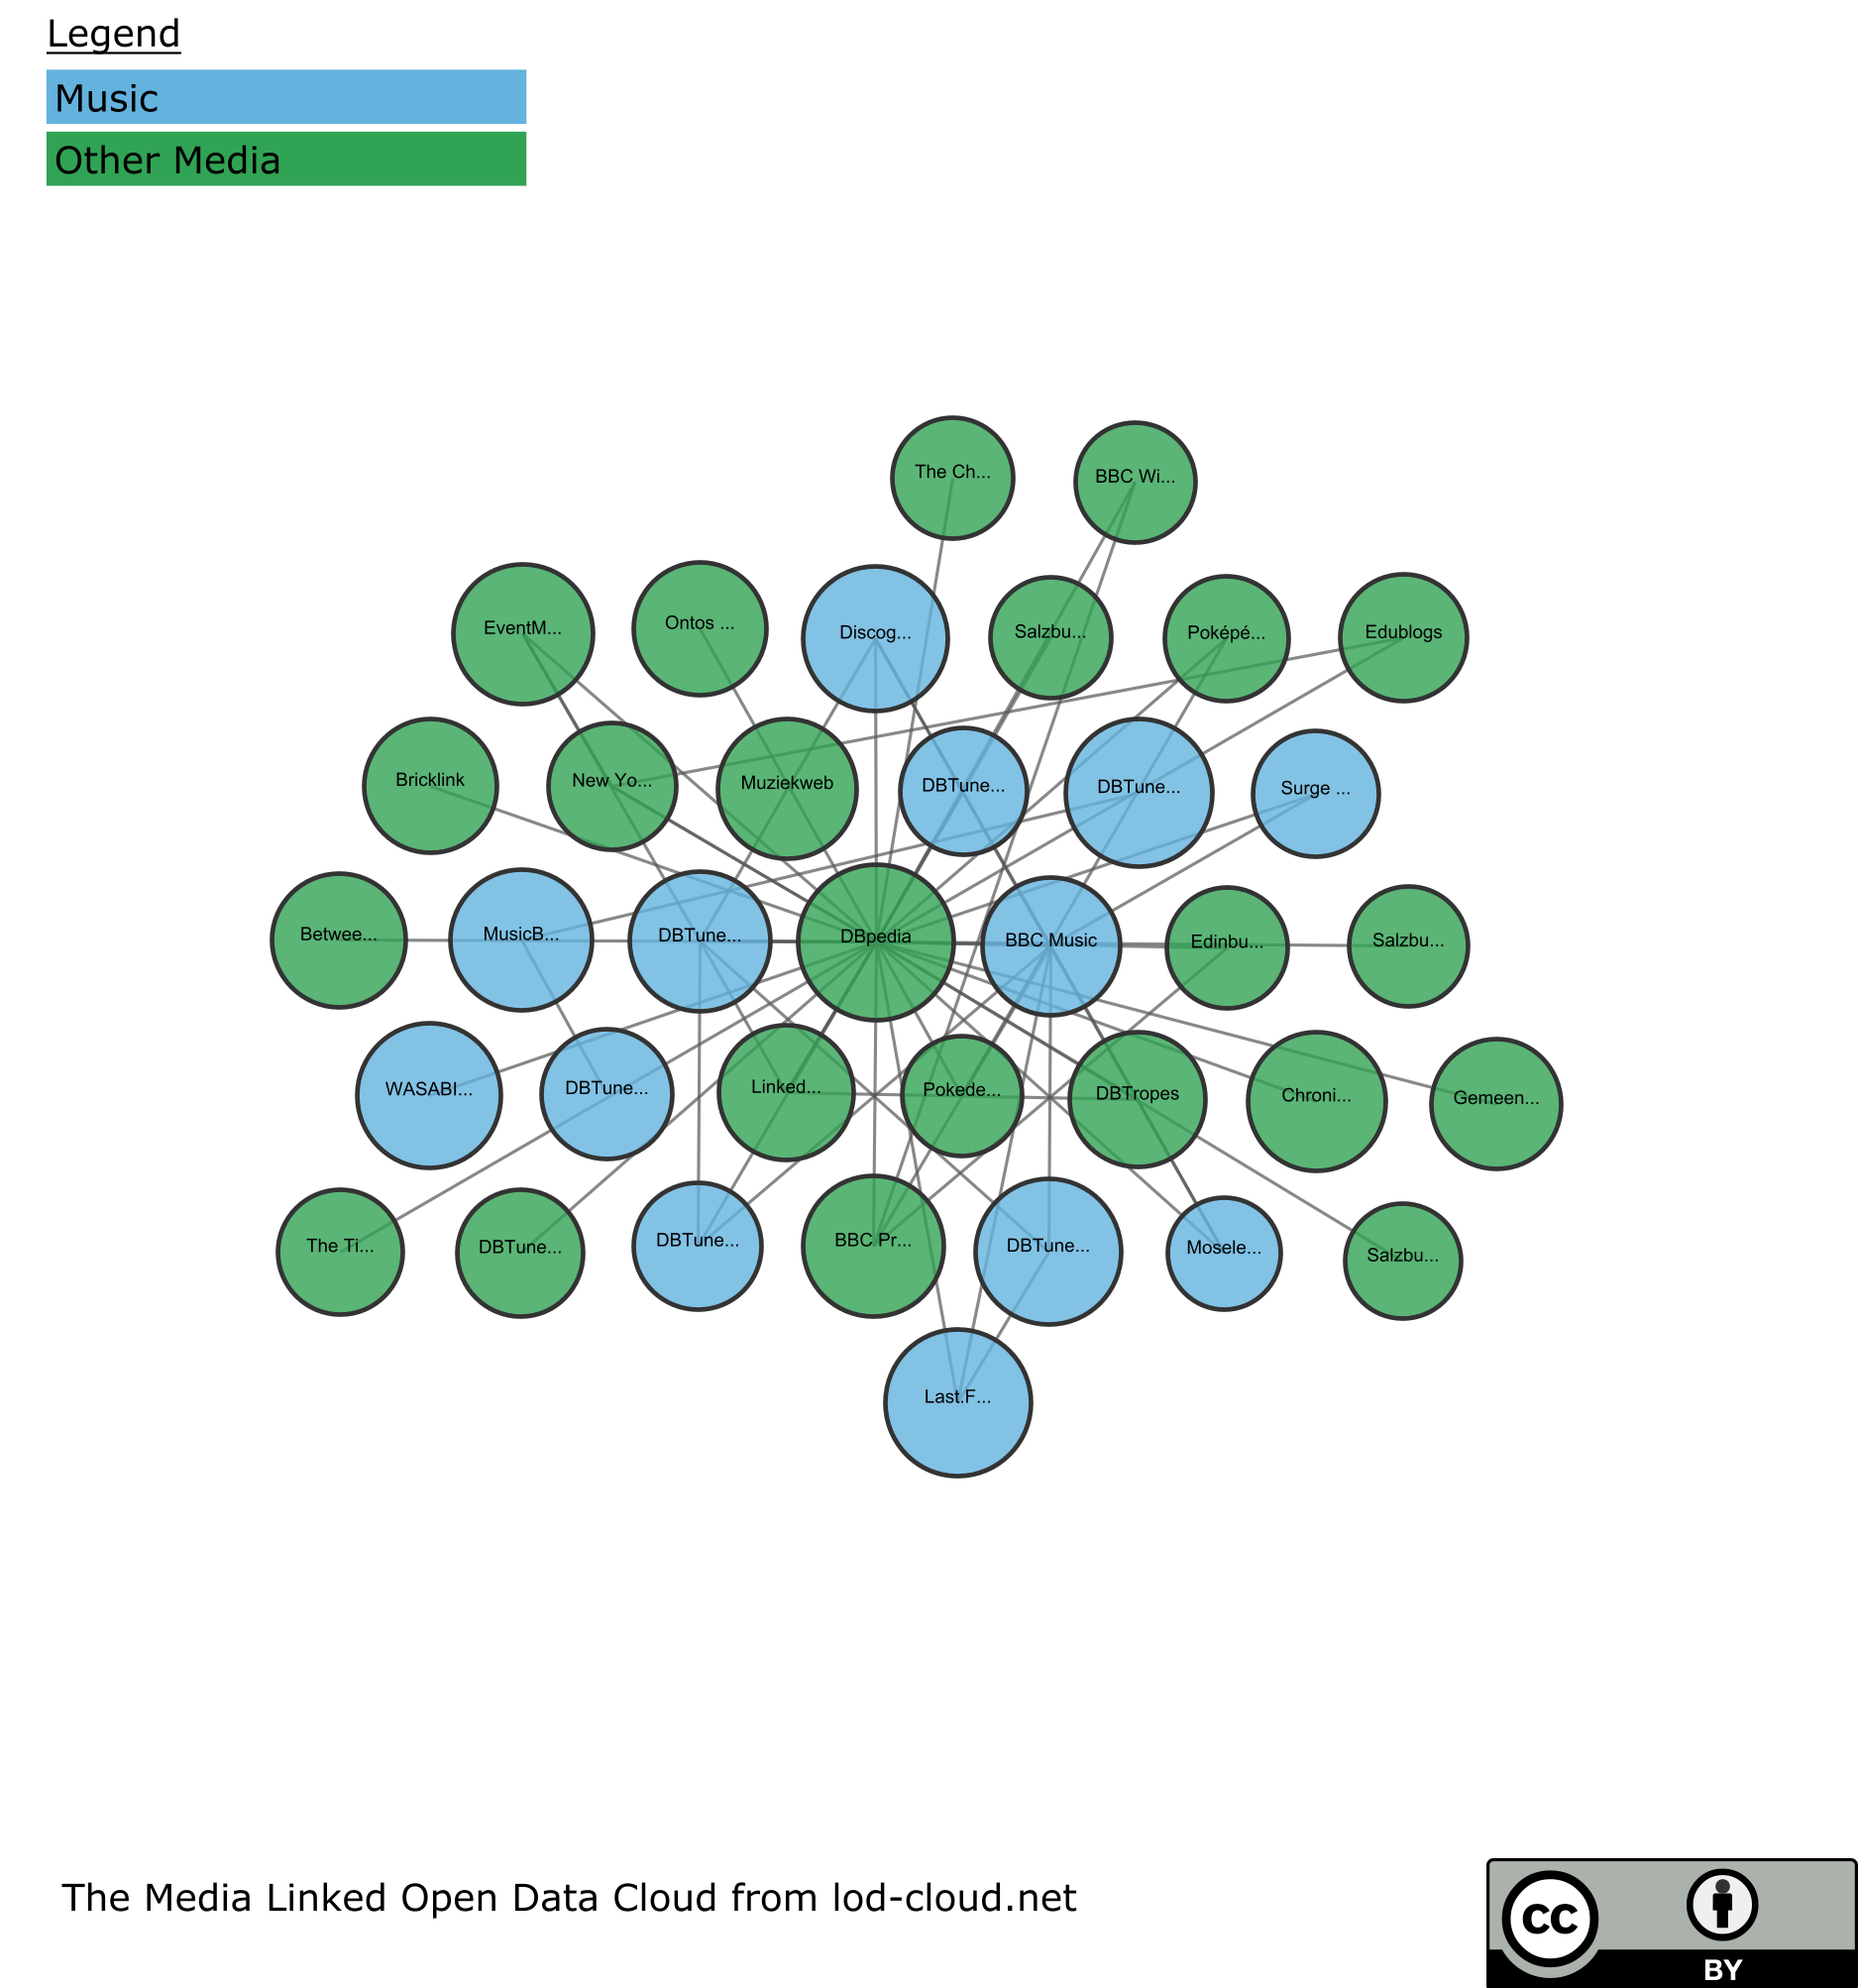 Legend
Music
Other Media
The Ch...
BBC Wi...
EventM...
Ontos ...
Discog...
Salzbu...
Poképé...
Edublogs
Bricklink
New Yo...
Muziekweb
DBTune...
DBTune...
Surge ...
Betwee...
MusicB...
DBTune...
DBpedia
BBC Music
Edinbu...
Salzbu...
WASABI...
DBTune...
Linked...
Pokede...
DBTropes
Chroni...
Gemeen...
The Ti...
DBTune...
DBTune...
BBC Pr...
DBTune...
Mosele...
Salzbu...
Last.F...
The Media Linked Open Data Cloud from lod-cloud.net
cc
BY